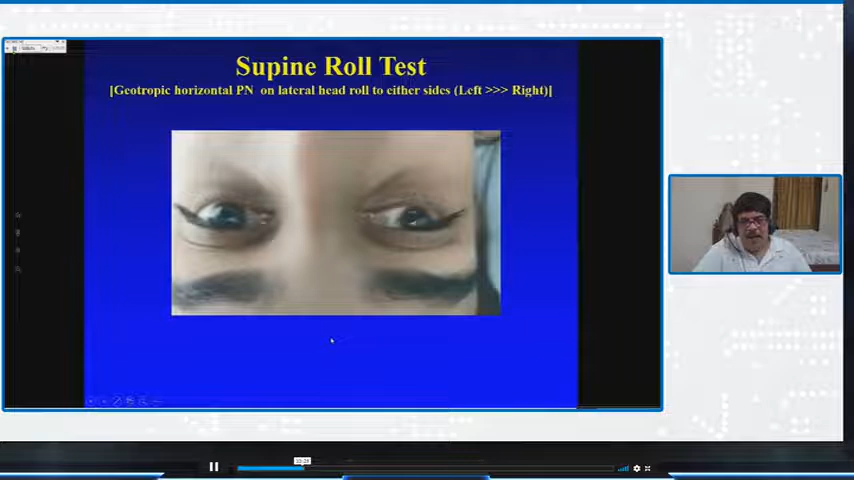 Supine Roll Test
[Geotropic horizontal PN on lateral head roll to either sides (Left >>> Right)]